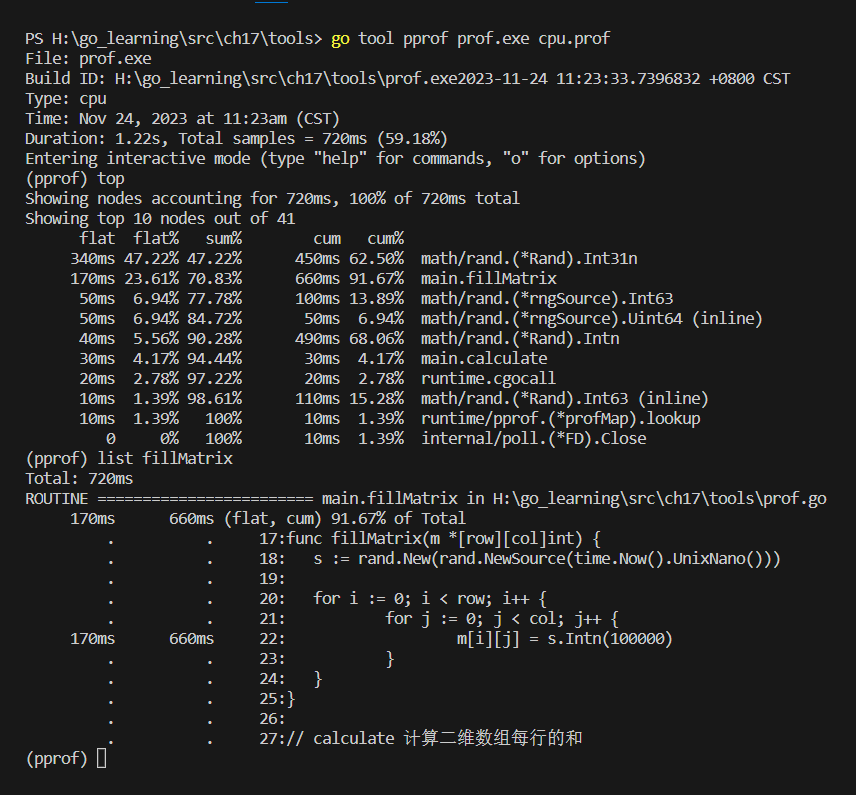 PS H:\go_learning\src\ch17\tools> go tool pprof prof.exe cpu.prof
File: prof.exe
Build ID: H:\go_learning\src\ch17\tools\prof.exe2023-11-24 11:23:33.7396832 +0800 CST
Type: cpu
Time: Nov 24, 2023 at 11:23am (CST)
Duration: 1.22s, Total samples = 720ms (59.18%)
Entering interactive mode (type "help" for commands, "o" for options)
(pprof) top
Showing nodes accounting for 720ms, 100% of 720ms total
Showing top 10 nodes out of 41
      flat  flat%   sum%        cum   cum%
     340ms 47.22% 47.22%      450ms 62.50%  math/rand.(*Rand).Int31n
     170ms 23.61% 70.83%      660ms 91.67%  main.fillMatrix
      50ms  6.94% 77.78%      100ms 13.89%  math/rand.(*rngSource).Int63
      50ms  6.94% 84.72%       50ms  6.94%  math/rand.(*rngSource).Uint64 (inline)
      40ms  5.56% 90.28%      490ms 68.06%  math/rand.(*Rand).Intn
      30ms  4.17% 94.44%       30ms  4.17%  main.calculate
      20ms  2.78% 97.22%       20ms  2.78%  runtime.cgocall
      10ms  1.39% 98.61%      110ms 15.28%  math/rand.(*Rand).Int63 (inline)
      10ms  1.39%   100%       10ms  1.39%  runtime/pprof.(*profMap).lookup
         0     0%   100%       10ms  1.39%  internal/poll.(*FD).Close
(pprof) list fillMatrix
Total: 720ms
ROUTINE ======================== main.fillMatrix in H:\go_learning\src\ch17\tools\prof.go
     170ms      660ms (flat, cum) 91.67% of Total
         .          .     17:func fillMatrix(m *[row][col]int) {
         .          .     18:   s := rand.New(rand.NewSource(time.Now().UnixNano()))
         .          .     19:
         .          .     20:   for i := 0; i < row; i++ {
         .          .     21:           for j := 0; j < col; j++ {
     170ms      660ms     22:                   m[i][j] = s.Intn(100000)
         .          .     23:           }
         .          .     24:   }
         .          .     25:}
         .          .     26:
         .          .     27:// calculate 计算二维数组每行的和
(pprof)